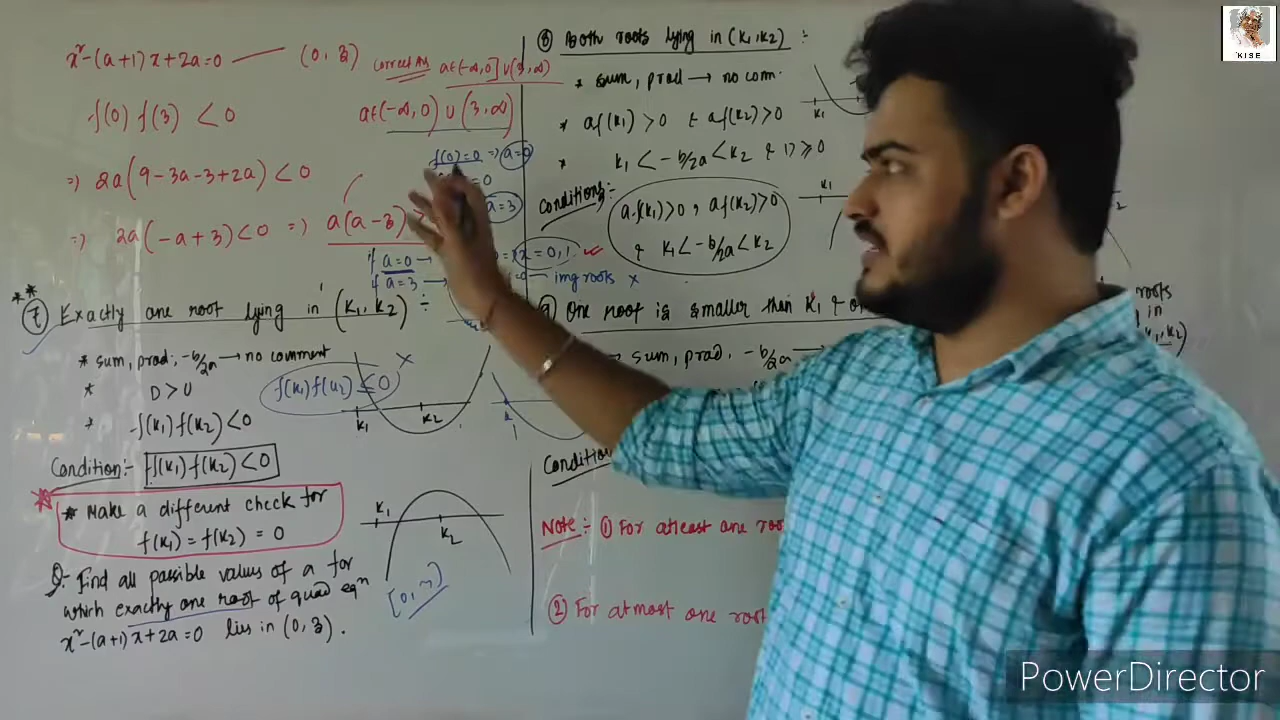 x² - (a+1)x + 2a = 0 — (0, 3)
correct Ans a∈(-∞, 0] ∪ (3, ∞)
f(0) f(3) < 0
a∈(-∞, 0) ∪ (3, ∞)
⇒ 2a(9-3a-3+2a) < 0
f(0)=0 ⇒ a=0
=0
a=3
⇒ 2a(-a+3) < 0 ⇒ a(a-3)
if a=0 → x = 0, 1. ✓
if a=3 → img roots ×
** ⑦ Exactly one root lying in (K₁, K₂) :-
* sum, prod, -b/2a → no comment
* D > 0
f(K₁) f(K₂) ≤ 0 ×
* f(K₁) f(K₂) < 0
Condition:- f(K₁) f(K₂) < 0
K₁ K₂
* Make a different check for
f(K₁) = f(K₂) = 0
K₁
K₂
Q- Find all possible values of a for
which exactly one root of quad eqⁿ
x² - (a+1)x + 2a = 0 lies in (0, 3).
⑧ Both roots lying in (K₁, K₂) :-
* sum, prod → no com.
* af(K₁) > 0 & af(K₂) > 0
K₁
* K₁ < -b/2a < K₂ & D ≥ 0
K₁
Conditions:-
a.f(K₁) > 0, a.f(K₂) > 0
& K₁ < -b/2a < K₂
⑨ One root is smaller than K₁ &
roots
in
sum, prod, -b/2a →
Condition
Note:- ① For atleast one
② For atmost one root
KISE
PowerDirector